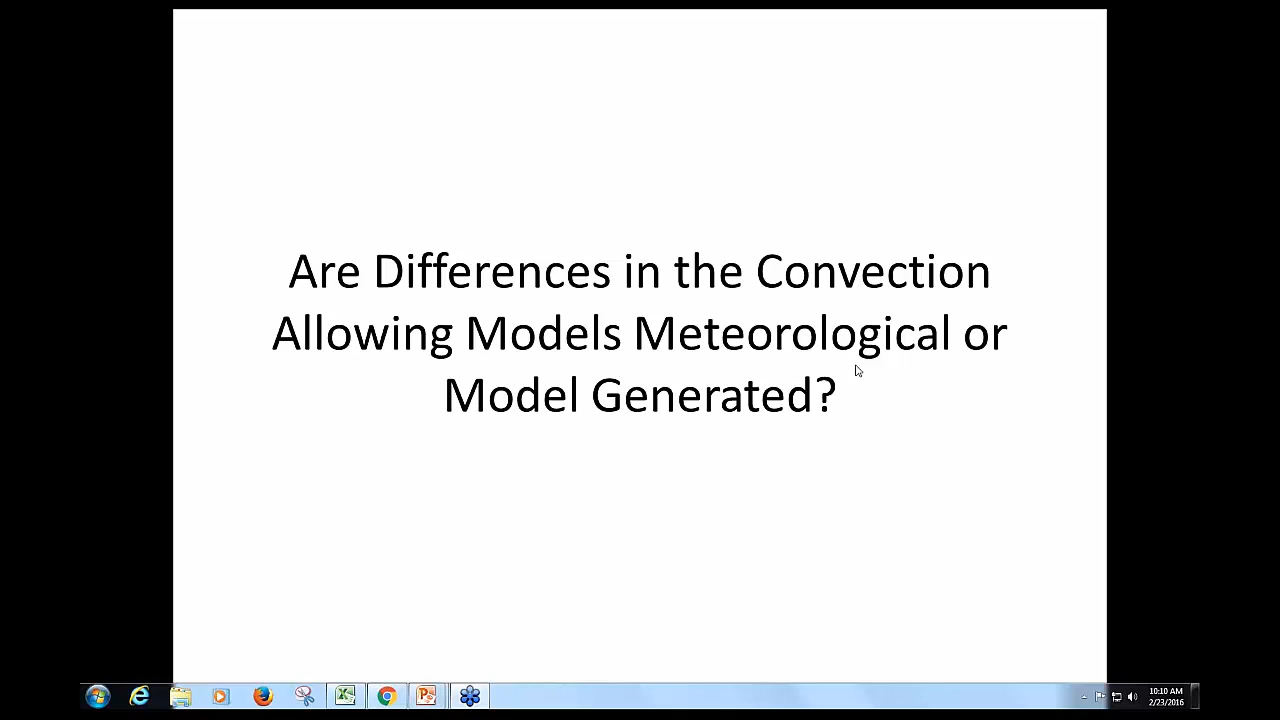 Are Differences in the Convection
Allowing Models Meteorological or
Model Generated?
10:10 AM
2/23/2016